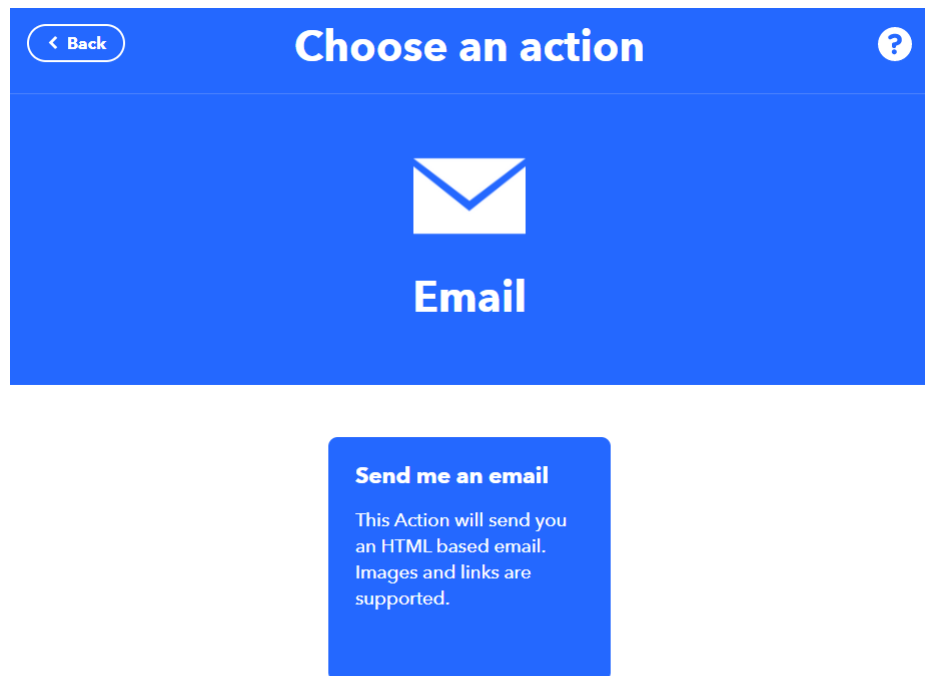 Back
Choose an action
?
Email
Send me an email
This Action will send you
an HTML based email.
Images and links are
supported.